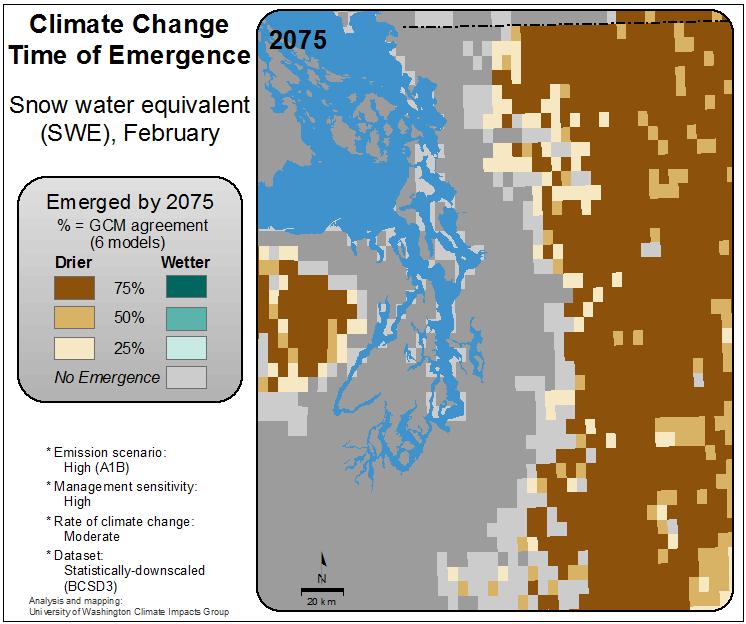 Climate Change
Time of Emergence
Snow water equivalent
(SWE), February
Emerged by 2075
% = GCM agreement
(6 models)
Drier Wetter
75%
50%
25%
No Emergence
* Emission scenario:
High (A1B)
* Management sensitivity:
High
* Rate of climate change:
Moderate
* Dataset:
Statistically-downscaled
(BCSD3)
Analysis and mapping:
University of Washington Climate Impacts Group
2075
N
20 km